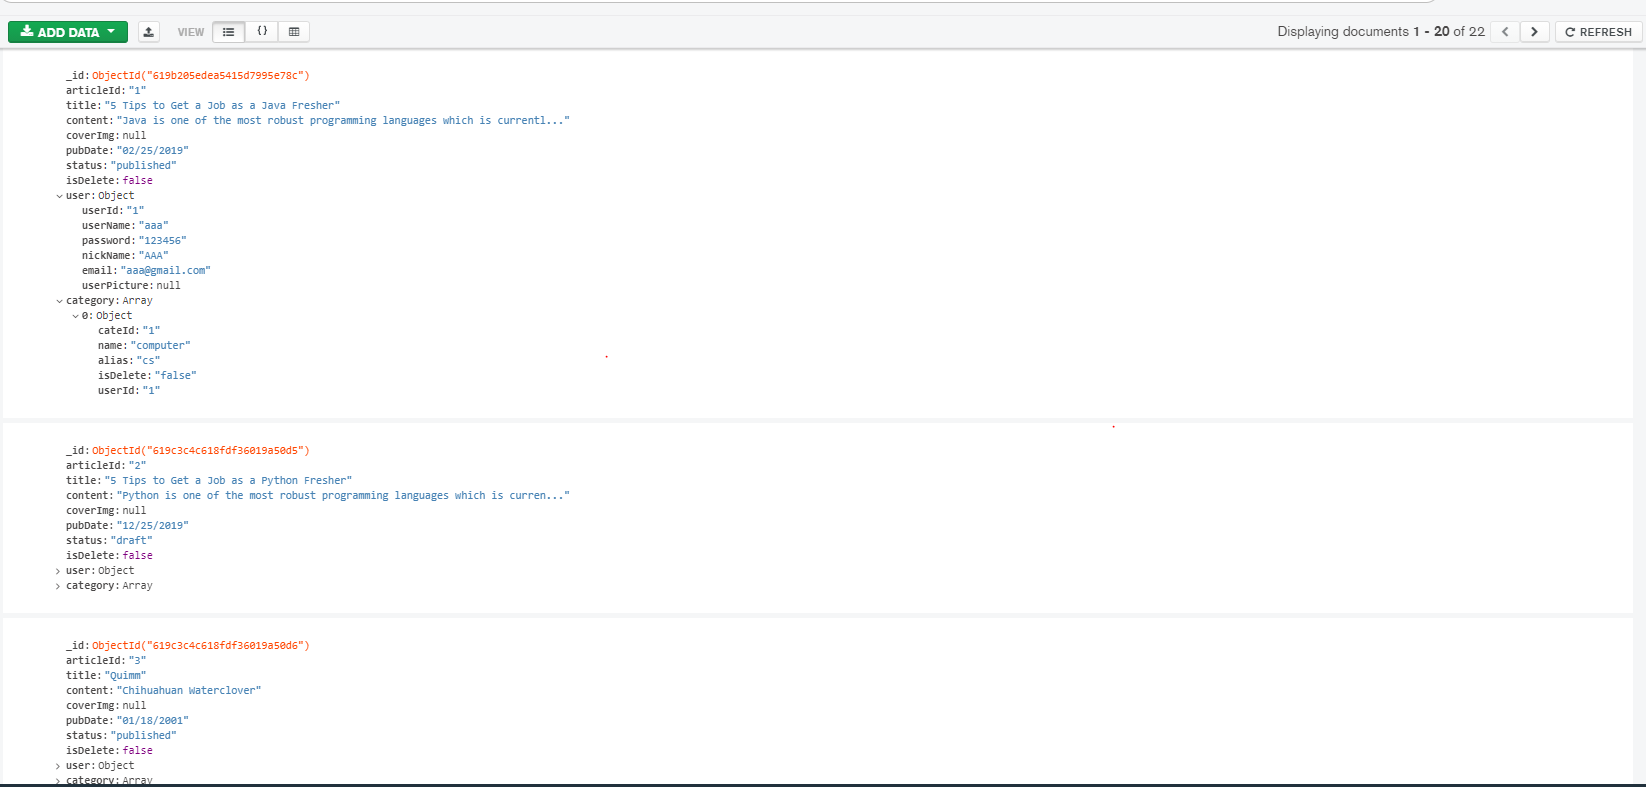 ADD DATA VIEW {} Displaying documents 1 - 20 of 22 REFRESH
_id: ObjectId("619b205edea5415d7995e78c")
articleId: "1"
title: "5 Tips to Get a Job as a Java Fresher"
content: "Java is one of the most robust programming languages which is currentl..."
coverImg: null
pubDate: "02/25/2019"
status: "published"
isDelete: false
user: Object
userId: "1"
userName: "aaa"
password: "123456"
nickName: "AAA"
email: "aaa@gmail.com"
userPicture: null
category: Array
0: Object
cateId: "1"
name: "computer"
alias: "cs"
isDelete: "false"
userId: "1"
_id: ObjectId("619c3c4c618fdf36019a50d5")
articleId: "2"
title: "5 Tips to Get a Job as a Python Fresher"
content: "Python is one of the most robust programming languages which is curren..."
coverImg: null
pubDate: "12/25/2019"
status: "draft"
isDelete: false
user: Object
category: Array
_id: ObjectId("619c3c4c618fdf36019a50d6")
articleId: "3"
title: "Quimm"
content: "Chihuahuan Waterclover"
coverImg: null
pubDate: "01/18/2001"
status: "published"
isDelete: false
user: Object
category: Array